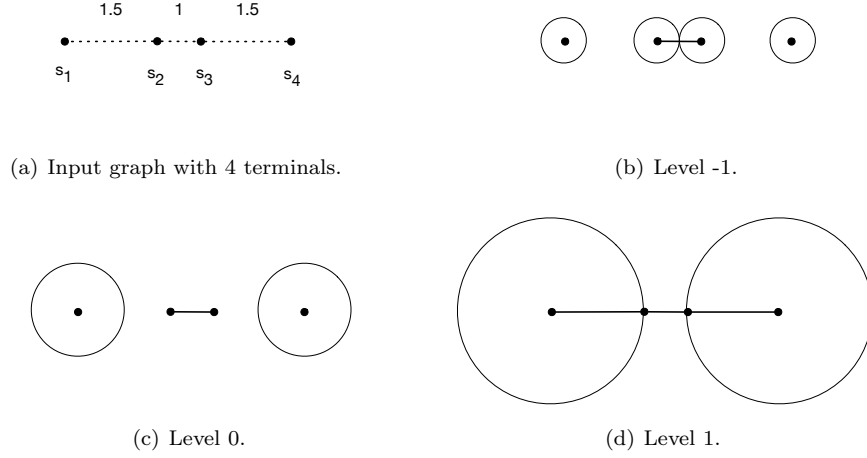 1.5 1 1.5
s1 s2 s3 s4
(a) Input graph with 4 terminals.
(b) Level -1.
(c) Level 0.
(d) Level 1.